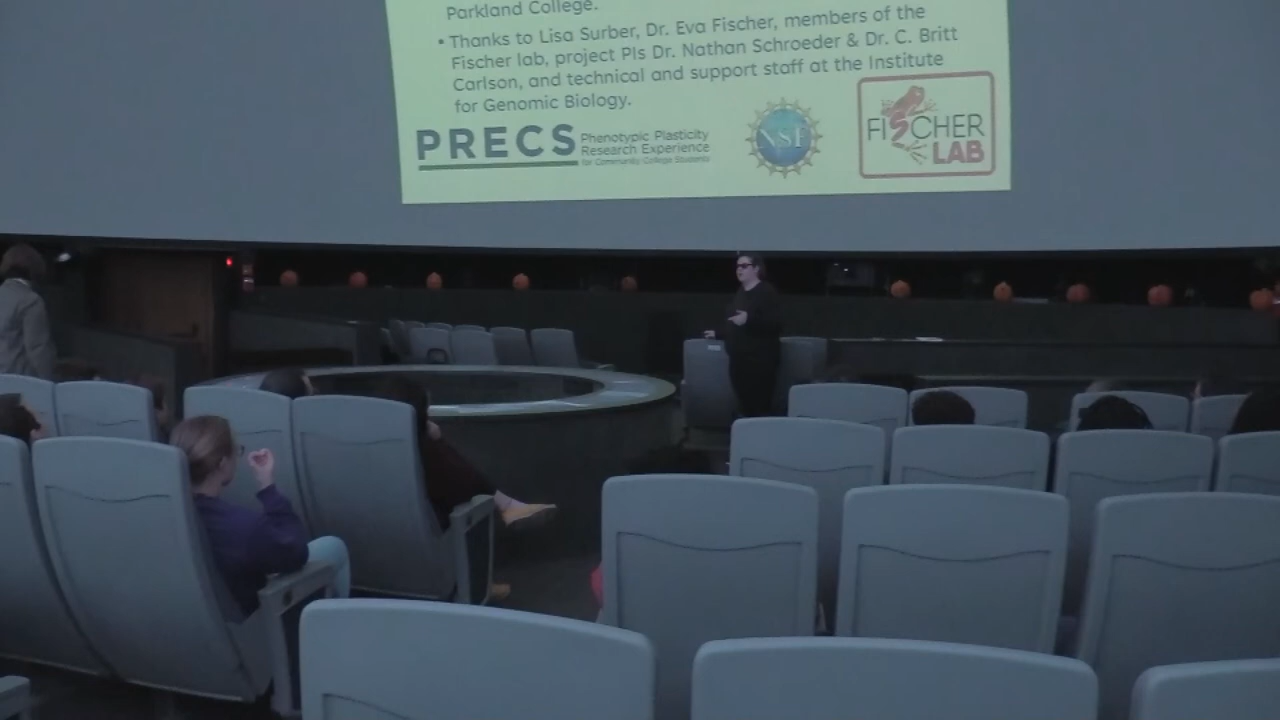 Parkland College.
• Thanks to Lisa Surber, Dr. Eva Fischer, members of the
Fischer lab, project PIs Dr. Nathan Schroeder & Dr. C. Britt
Carlson, and technical and support staff at the Institute
for Genomic Biology.
PRECS
Phenotypic Plasticity
Research Experience
for Community College Students
NSF
FISCHER
LAB